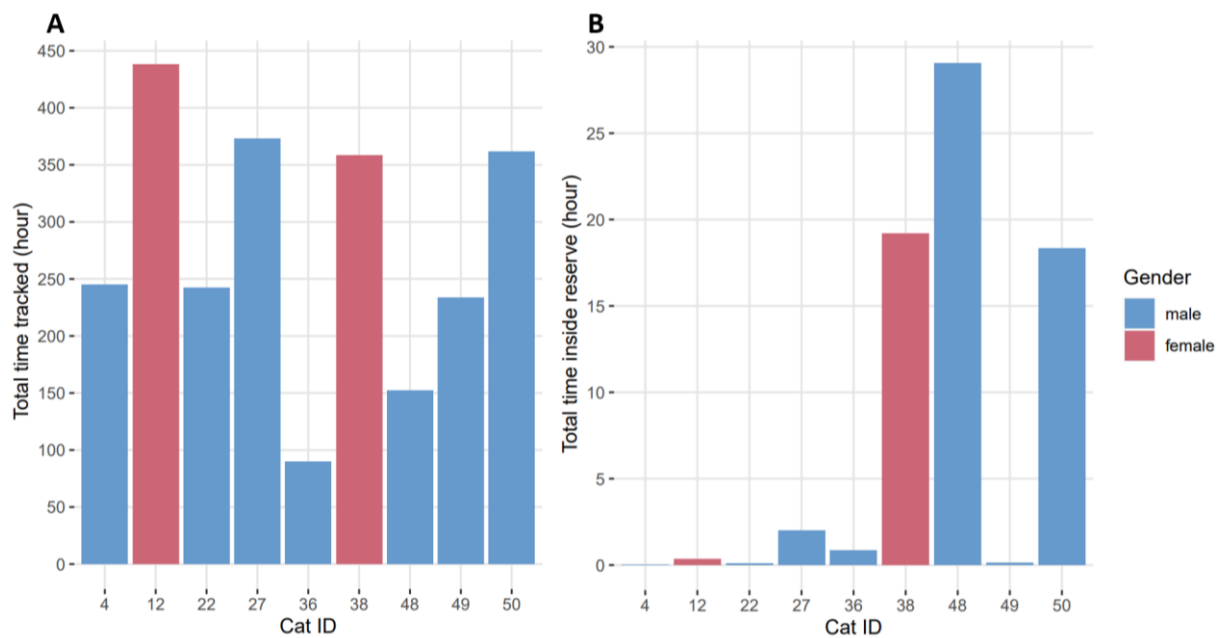 A
Total time tracked (hour)
450
400
350
300
250
200
150
100
50
0
4 12 22 27 36 38 48 49 50
Cat ID
B
Total time inside reserve (hour)
30
25
20
15
10
5
0
4 12 22 27 36 38 48 49 50
Cat ID
Gender
male
female